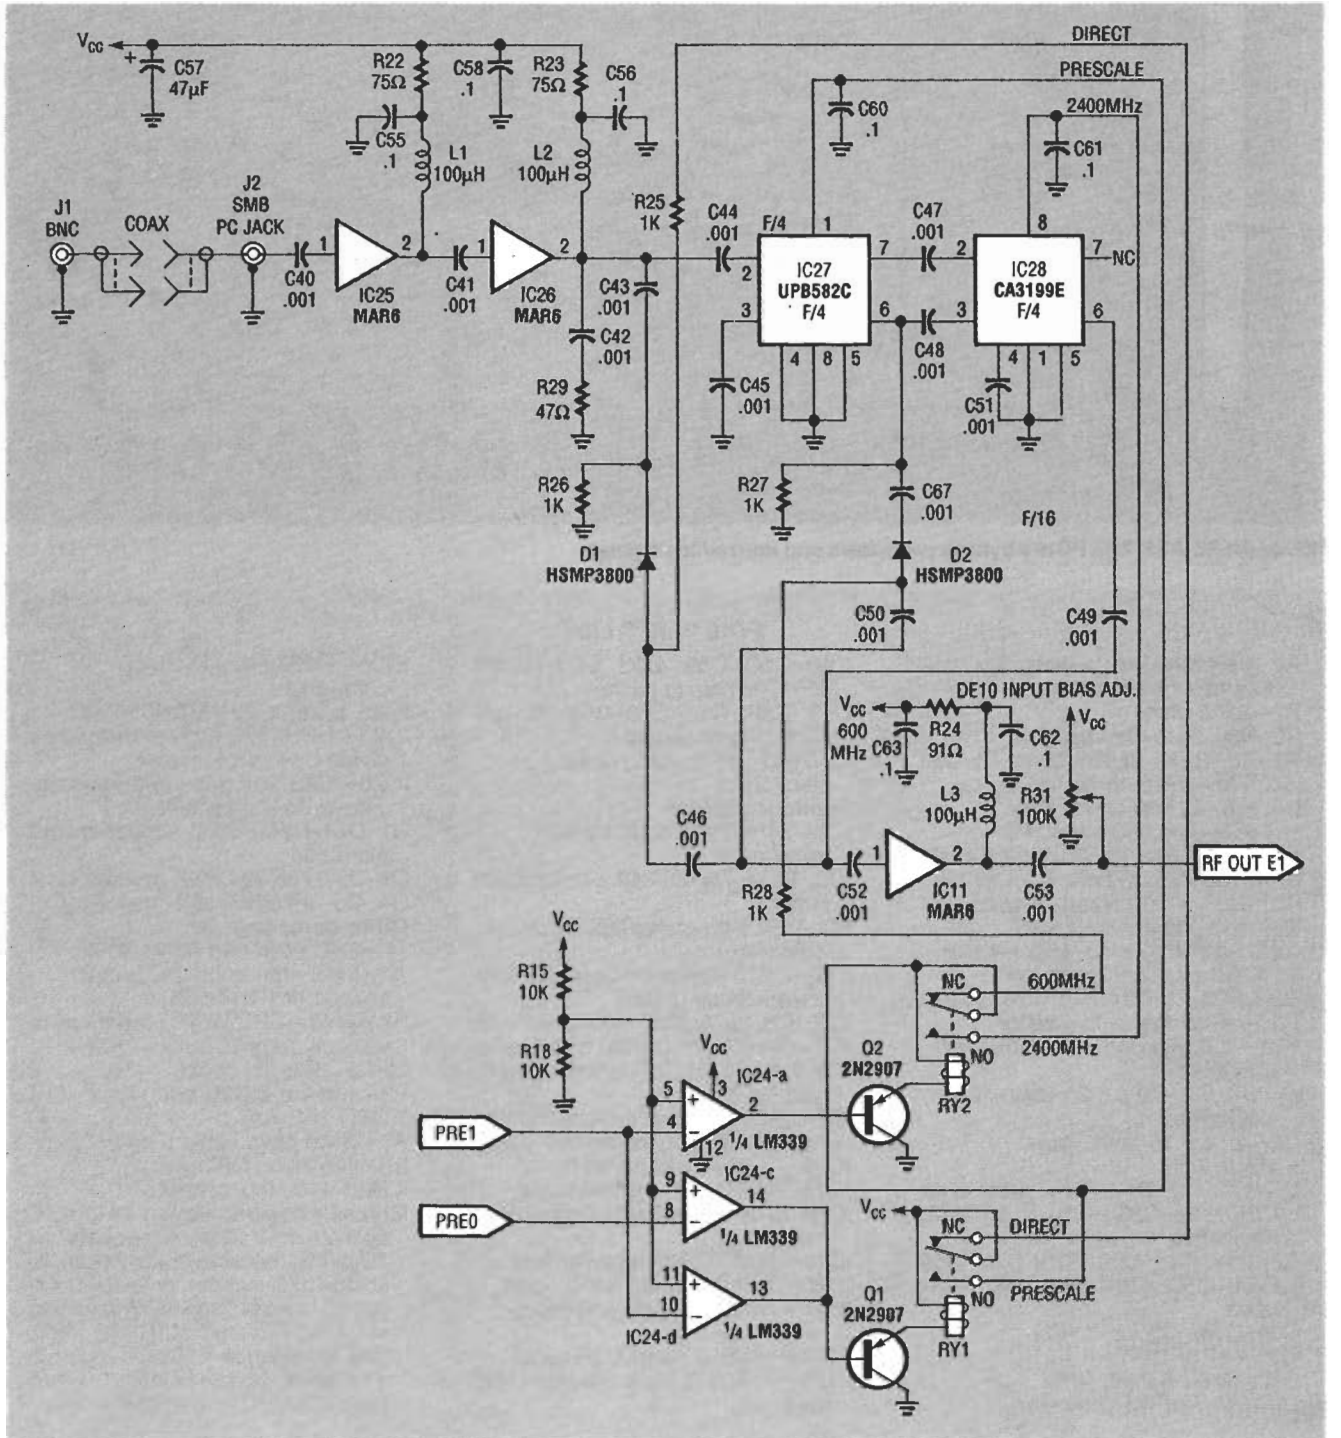 VCC
+
C57
47µF
R22
75Ω
C58
.1
R23
75Ω
C56
.1
C55
.1
L1
100µH
L2
100µH
DIRECT
PRESCALE
2400MHz
C60
.1
C61
.1
J1
BNC
COAX
J2
SMB
PC JACK
C40
.001
1
2
IC25
MAR6
C41
.001
1
2
IC26
MAR6
C43
.001
C42
.001
R29
47Ω
R25
1K
C44
.001
F/4
1
2
3
IC27
UPB582C
F/4
7
6
4
8
5
C45
.001
C47
.001
C48
.001
8
2
3
IC28
CA3199E
F/4
7
NC
6
4
1
5
C51
.001
R26
1K
D1
HSMP3800
R27
1K
C67
.001
D2
HSMP3800
F/16
C50
.001
C49
.001
DE10 INPUT BIAS ADJ.
VCC
600
MHz
C63
.1
R24
91Ω
C62
.1
VCC
L3
100µH
R31
100K
C46
.001
C52
.001
1
2
IC11
MAR6
C53
.001
RF OUT E1
R28
1K
VCC
R15
10K
R18
10K
NC
600MHz
NO
2400MHz
RY2
Q2
2N2907
VCC
3
IC24-a
5
+
4
−
2
12
1/4 LM339
PRE1
IC24-c
9
+
8
−
14
1/4 LM339
PRE0
11
+
10
−
13
IC24-d
1/4 LM339
VCC
NC
DIRECT
NO
PRESCALE
RY1
Q1
2N2907